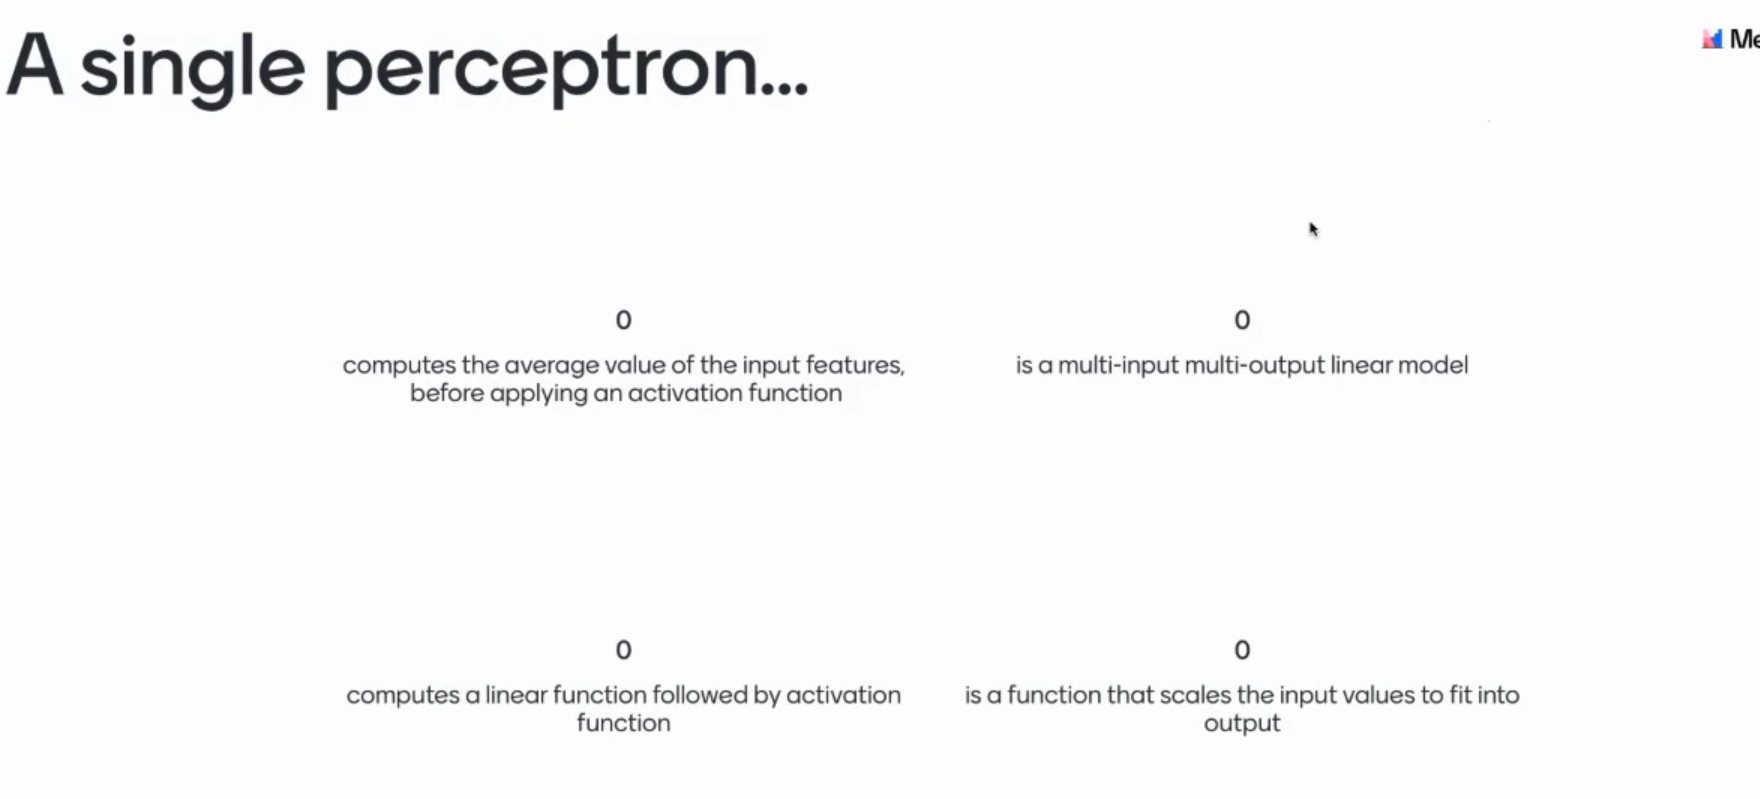 A single perceptron...
Me
0
computes the average value of the input features,
before applying an activation function
0
is a multi-input multi-output linear model
0
computes a linear function followed by activation
function
0
is a function that scales the input values to fit into
output